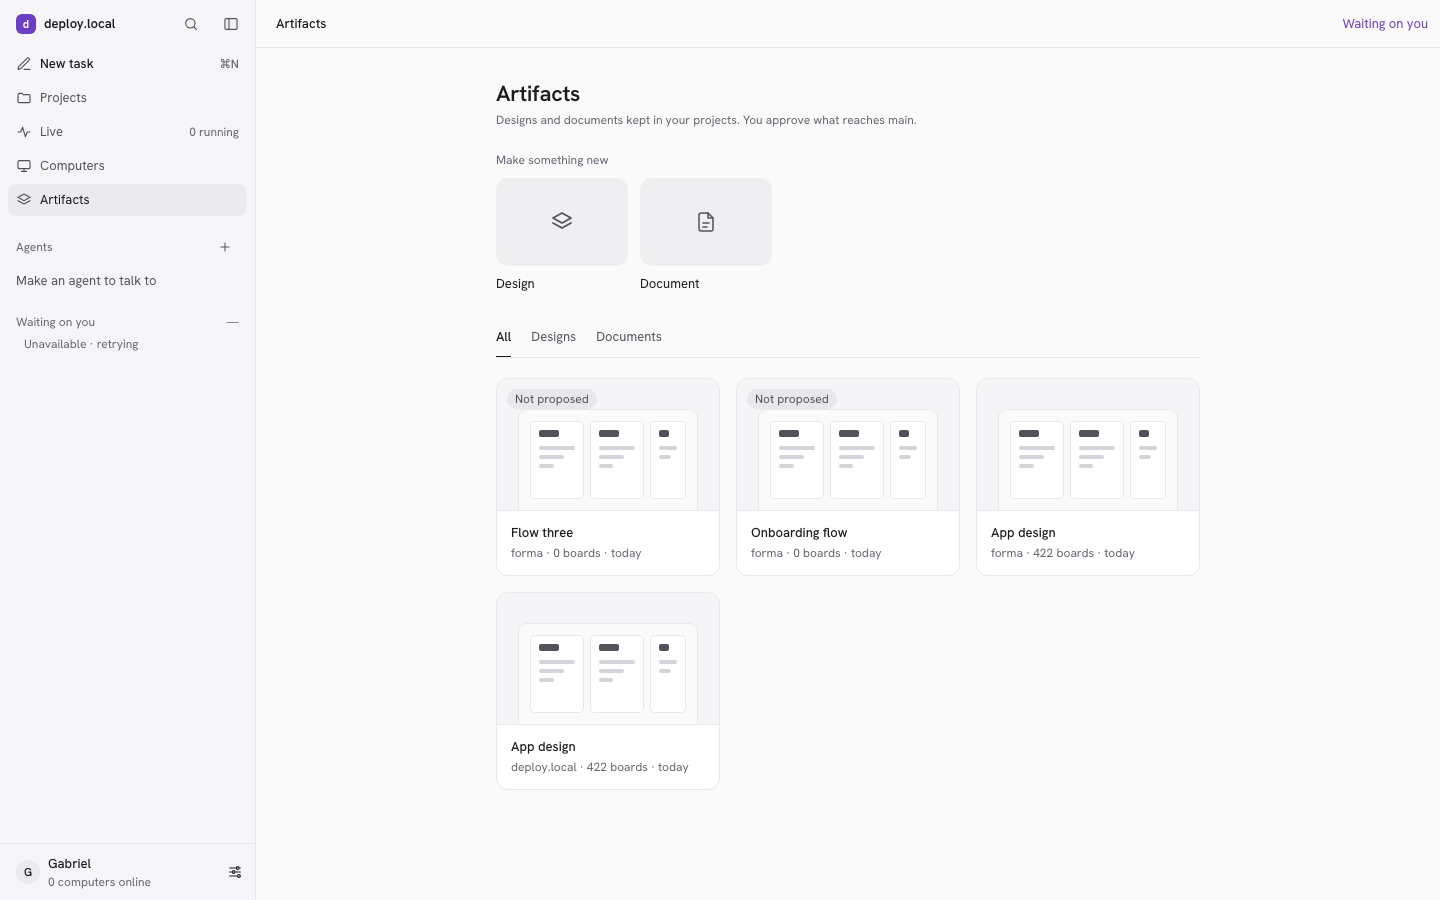 d deploy.local
New task ⌘N
Projects
Live 0 running
Computers
Artifacts
Agents
Make an agent to talk to
Waiting on you
Unavailable · retrying
G
Gabriel
0 computers online
Artifacts
Waiting on you
Artifacts
Designs and documents kept in your projects. You approve what reaches main.
Make something new
Design
Document
All
Designs
Documents
Not proposed
Flow three
forma · 0 boards · today
Not proposed
Onboarding flow
forma · 0 boards · today
App design
forma · 422 boards · today
App design
deploy.local · 422 boards · today